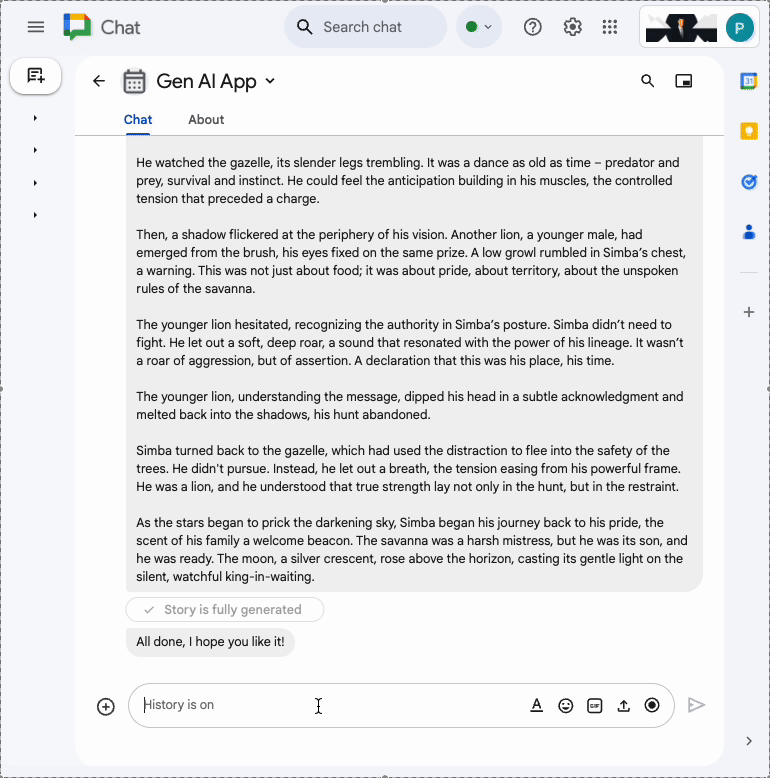 Chat
Search chat
P
Gen AI App
31
Chat
About
He watched the gazelle, its slender legs trembling. It was a dance as old as time – predator and
prey, survival and instinct. He could feel the anticipation building in his muscles, the controlled
tension that preceded a charge.
Then, a shadow flickered at the periphery of his vision. Another lion, a younger male, had
emerged from the brush, his eyes fixed on the same prize. A low growl rumbled in Simba’s chest,
a warning. This was not just about food; it was about pride, about territory, about the unspoken
rules of the savanna.
The younger lion hesitated, recognizing the authority in Simba’s posture. Simba didn’t need to
fight. He let out a soft, deep roar, a sound that resonated with the power of his lineage. It wasn’t
a roar of aggression, but of assertion. A declaration that this was his place, his time.
The younger lion, understanding the message, dipped his head in a subtle acknowledgment and
melted back into the shadows, his hunt abandoned.
Simba turned back to the gazelle, which had used the distraction to flee into the safety of the
trees. He didn't pursue. Instead, he let out a breath, the tension easing from his powerful frame.
He was a lion, and he understood that true strength lay not only in the hunt, but in the restraint.
As the stars began to prick the darkening sky, Simba began his journey back to his pride, the
scent of his family a welcome beacon. The savanna was a harsh mistress, but he was its son, and
he was ready. The moon, a silver crescent, rose above the horizon, casting its gentle light on the
silent, watchful king-in-waiting.
Story is fully generated
All done, I hope you like it!
History is on
A
GIF